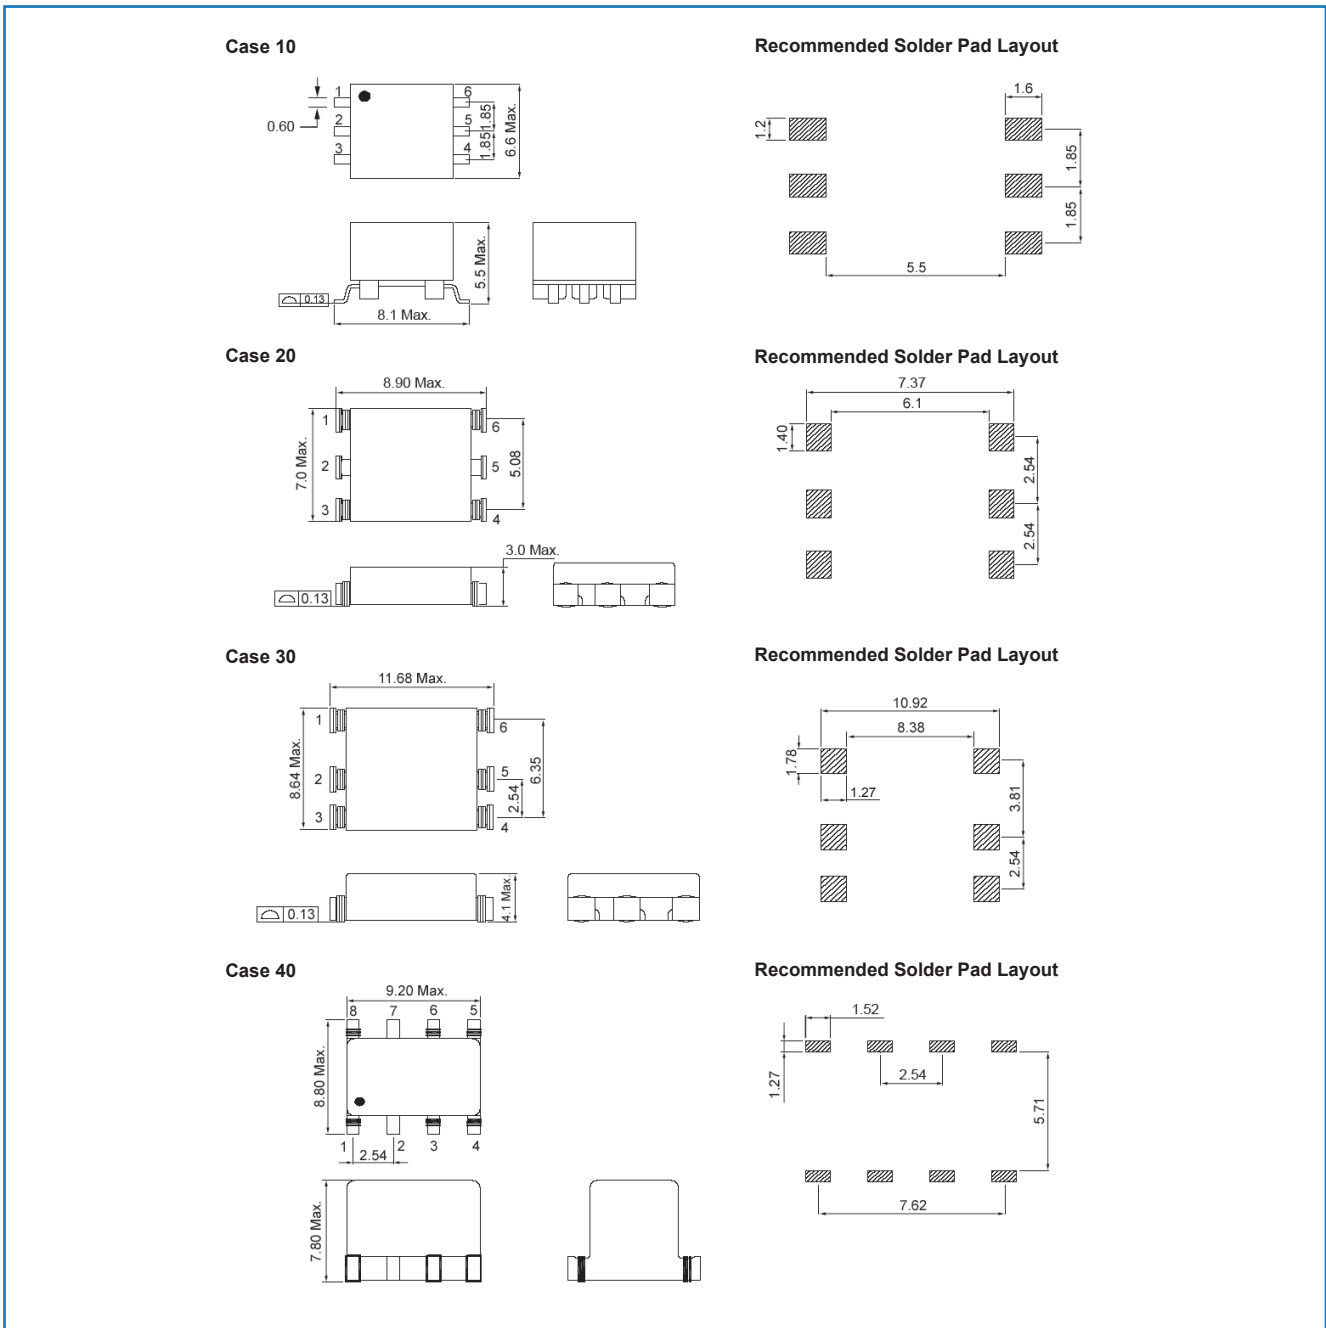 Case 10
Recommended Solder Pad Layout
1
6
2
5
3
4
0.60
1.85
1.85
6.6 Max.
5.5 Max.
0.13
8.1 Max.
1.6
1.2
1.85
1.85
5.5
Case 20
Recommended Solder Pad Layout
8.90 Max.
1
6
2
5
3
4
7.0 Max.
5.08
3.0 Max.
0.13
7.37
6.1
1.40
2.54
2.54
Case 30
Recommended Solder Pad Layout
11.68 Max.
1
6
2
5
3
4
8.64 Max.
6.35
2.54
4.1 Max.
0.13
10.92
8.38
1.78
1.27
3.81
2.54
Case 40
Recommended Solder Pad Layout
9.20 Max.
8 7 6 5
8.80 Max.
1 2 3 4
2.54
7.80 Max.
1.52
1.27
2.54
5.71
7.62